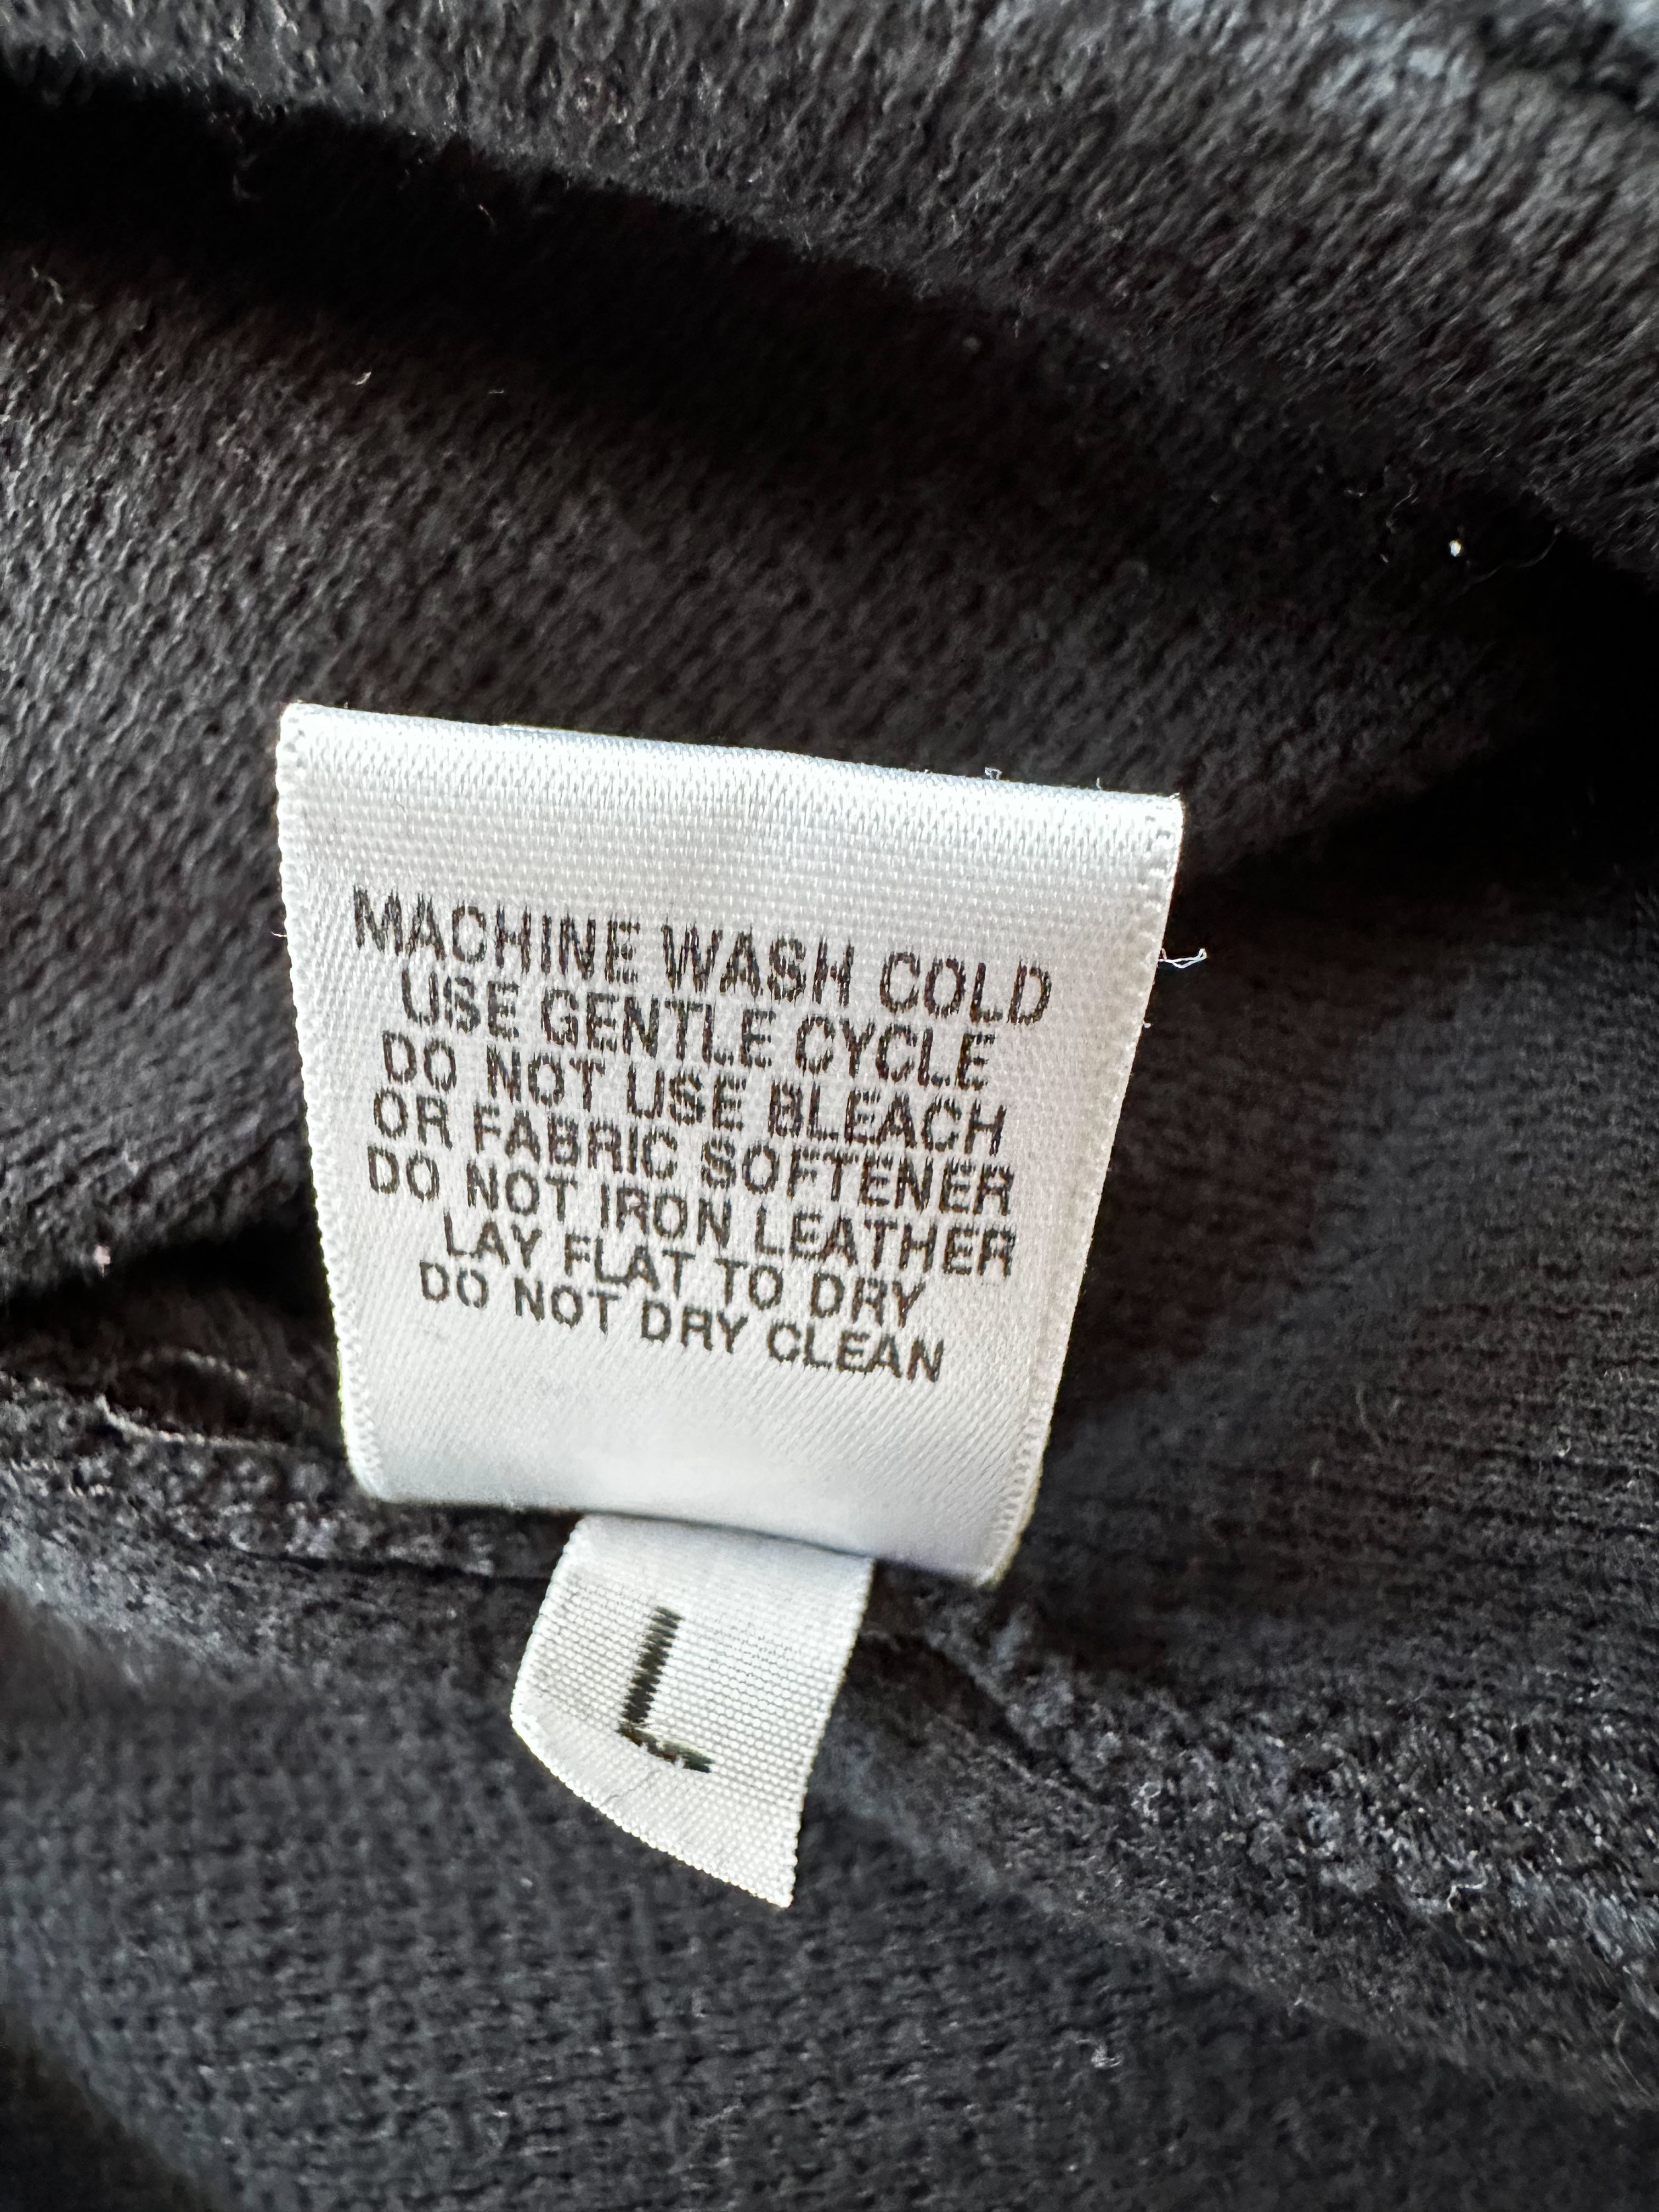 MACHINE WASH COLD
USE GENTLE CYCLE
DO NOT USE BLEACH
OR FABRIC SOFTENER
DO NOT IRON LEATHER
LAY FLAT TO DRY
DO NOT DRY CLEAN
L